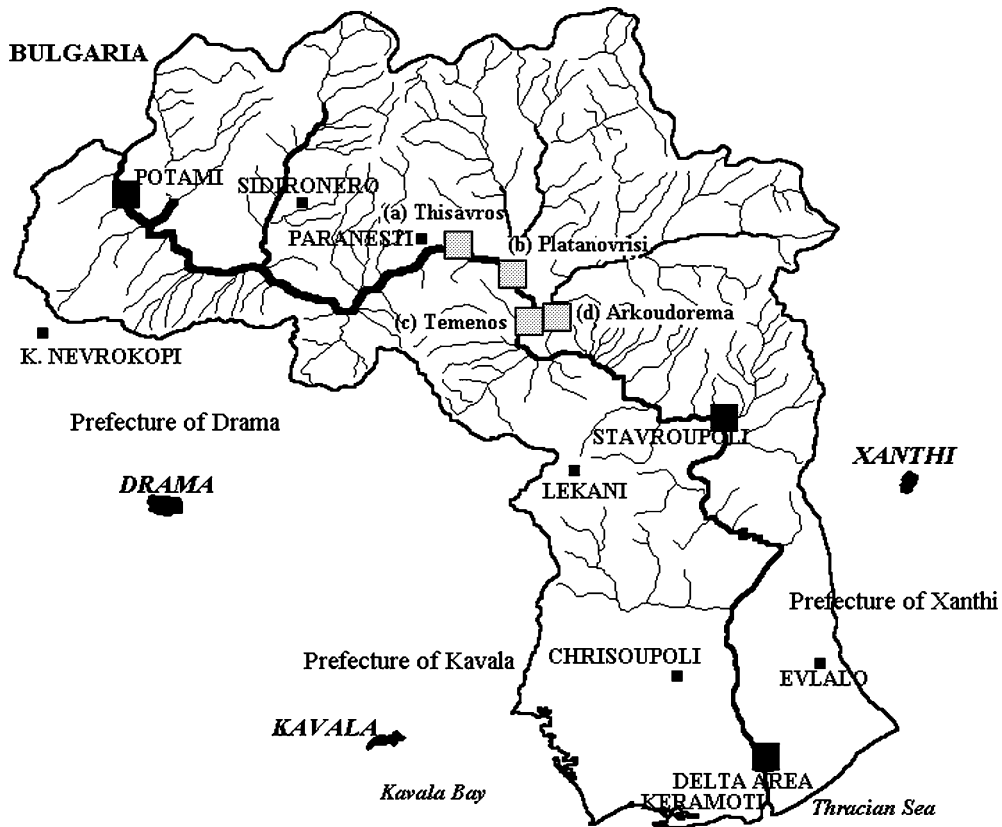 BULGARIA
POTAMI
SIDIRONERO
(a) Thisavros
PARANESTI
(b) Platanovrisi
(c) Temenos
(d) Arkoudorema
K. NEVROKOPI
Prefecture of Drama
STAVROUPOLI
XANTHI
DRAMA
LEKANI
Prefecture of Xanthi
CHRISOUPOLI
Prefecture of Kavala
EVLALO
KAVALA
DELTA AREA
Kavala Bay
KERAMOTI
Thracian Sea